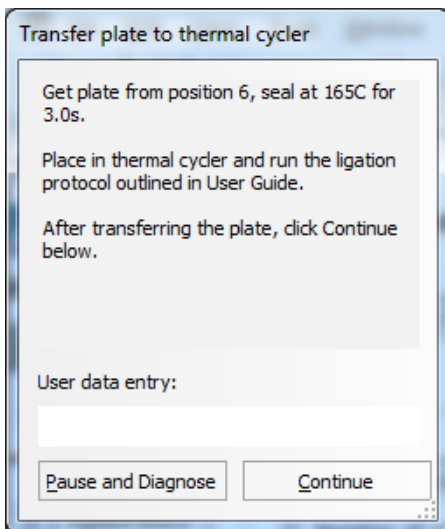 Transfer plate to thermal cycler
Get plate from position 6, seal at 165C for
3.0s.
Place in thermal cycler and run the ligation
protocol outlined in User Guide.
After transferring the plate, click Continue
below.
User data entry:
Pause and Diagnose
Continue